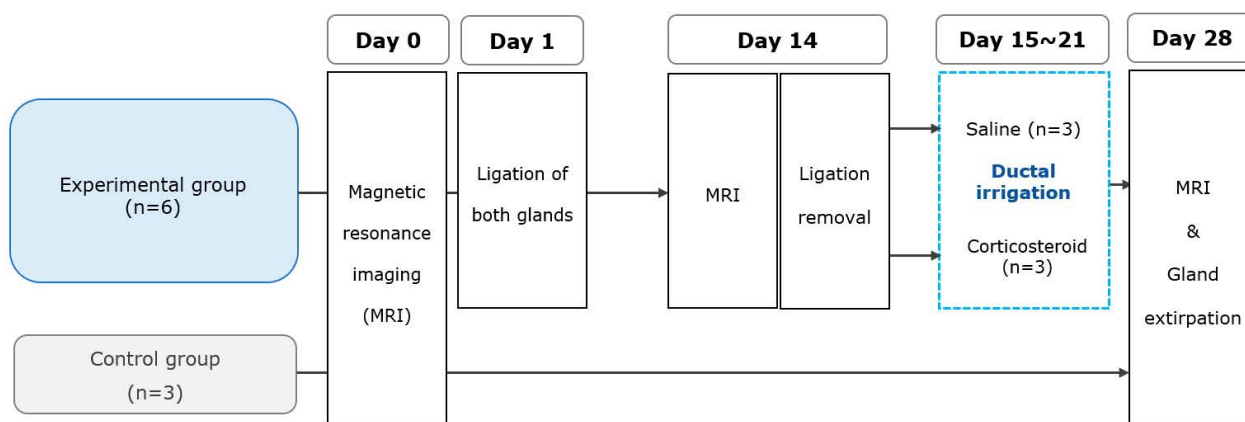 Day 0
Day 1
Day 14
Day 15~21
Day 28
Experimental group
(n=6)
Control group
(n=3)
Magnetic
resonance
imaging
(MRI)
Ligation of
both glands
MRI
Ligation
removal
Saline (n=3)
Ductal
irrigation
Corticosteroid
(n=3)
MRI
&
Gland
extirpation